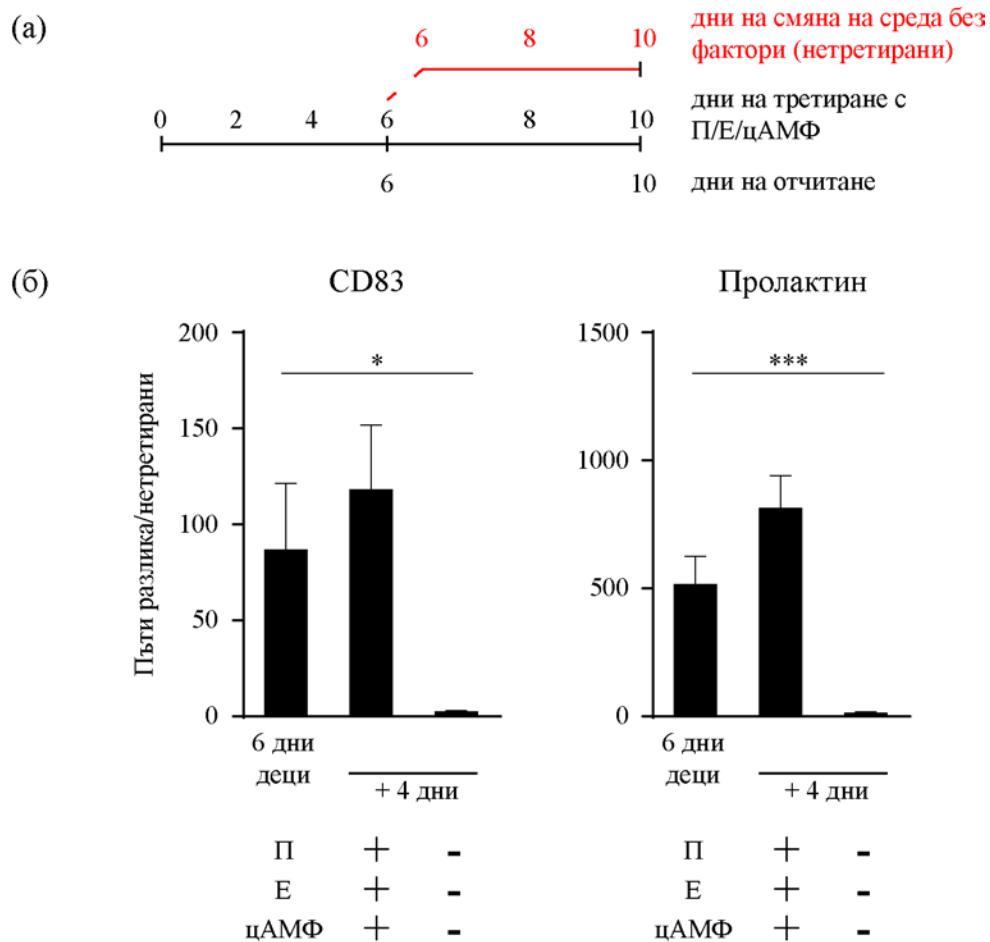 (а)
6 8 10
дни на смяна на среда без
фактори (нетретирани)
0 2 4 6 8 10
дни на третиране с
П/Е/цАМФ
6 10
дни на отчитане
(б)
CD83
Пъти разлика/нетретирани
200
150
100
50
0
*
6 дни
деци
+ 4 дни
П + -
Е + -
цАМФ + -
Пролактин
1500
1000
500
0
***
6 дни
деци
+ 4 дни
П + -
Е + -
цАМФ + -